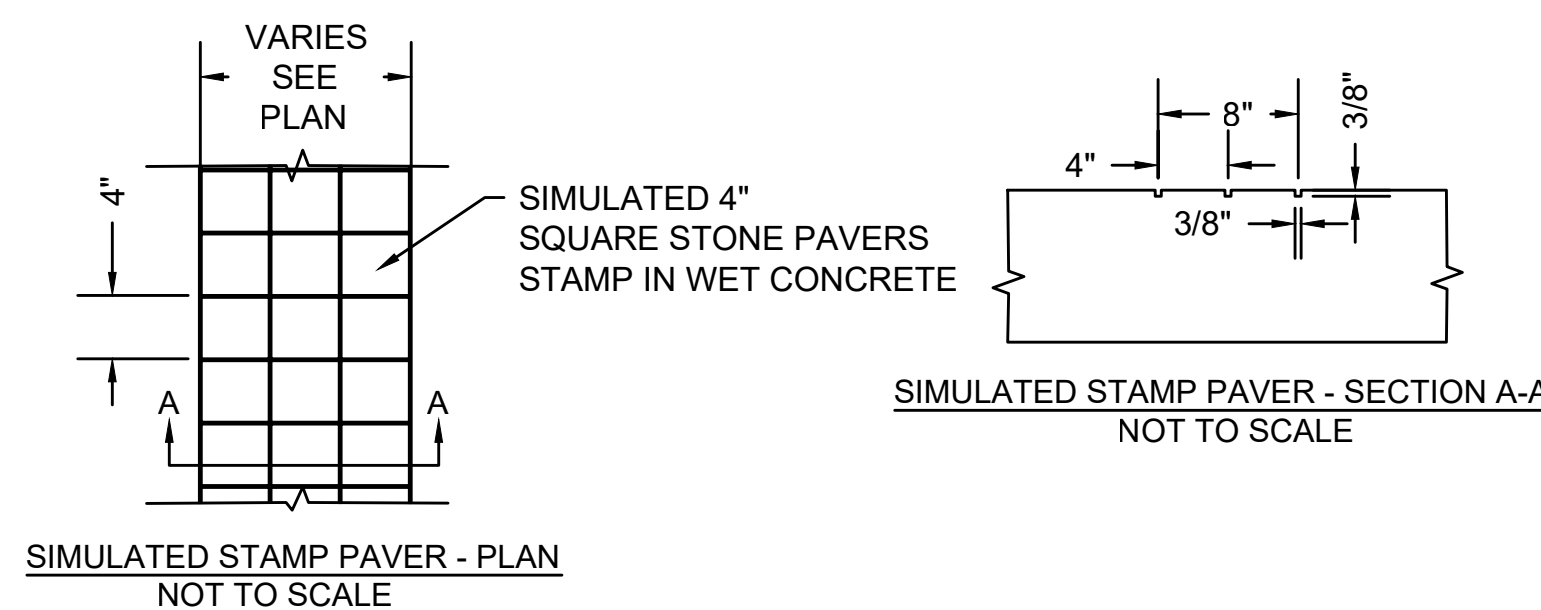 VARIES
SEE
PLAN
4"
SIMULATED 4"
SQUARE STONE PAVERS
STAMP IN WET CONCRETE
A
A
SIMULATED STAMP PAVER - PLAN
NOT TO SCALE
8"
3/8"
4"
3/8"
SIMULATED STAMP PAVER - SECTION A-A
NOT TO SCALE